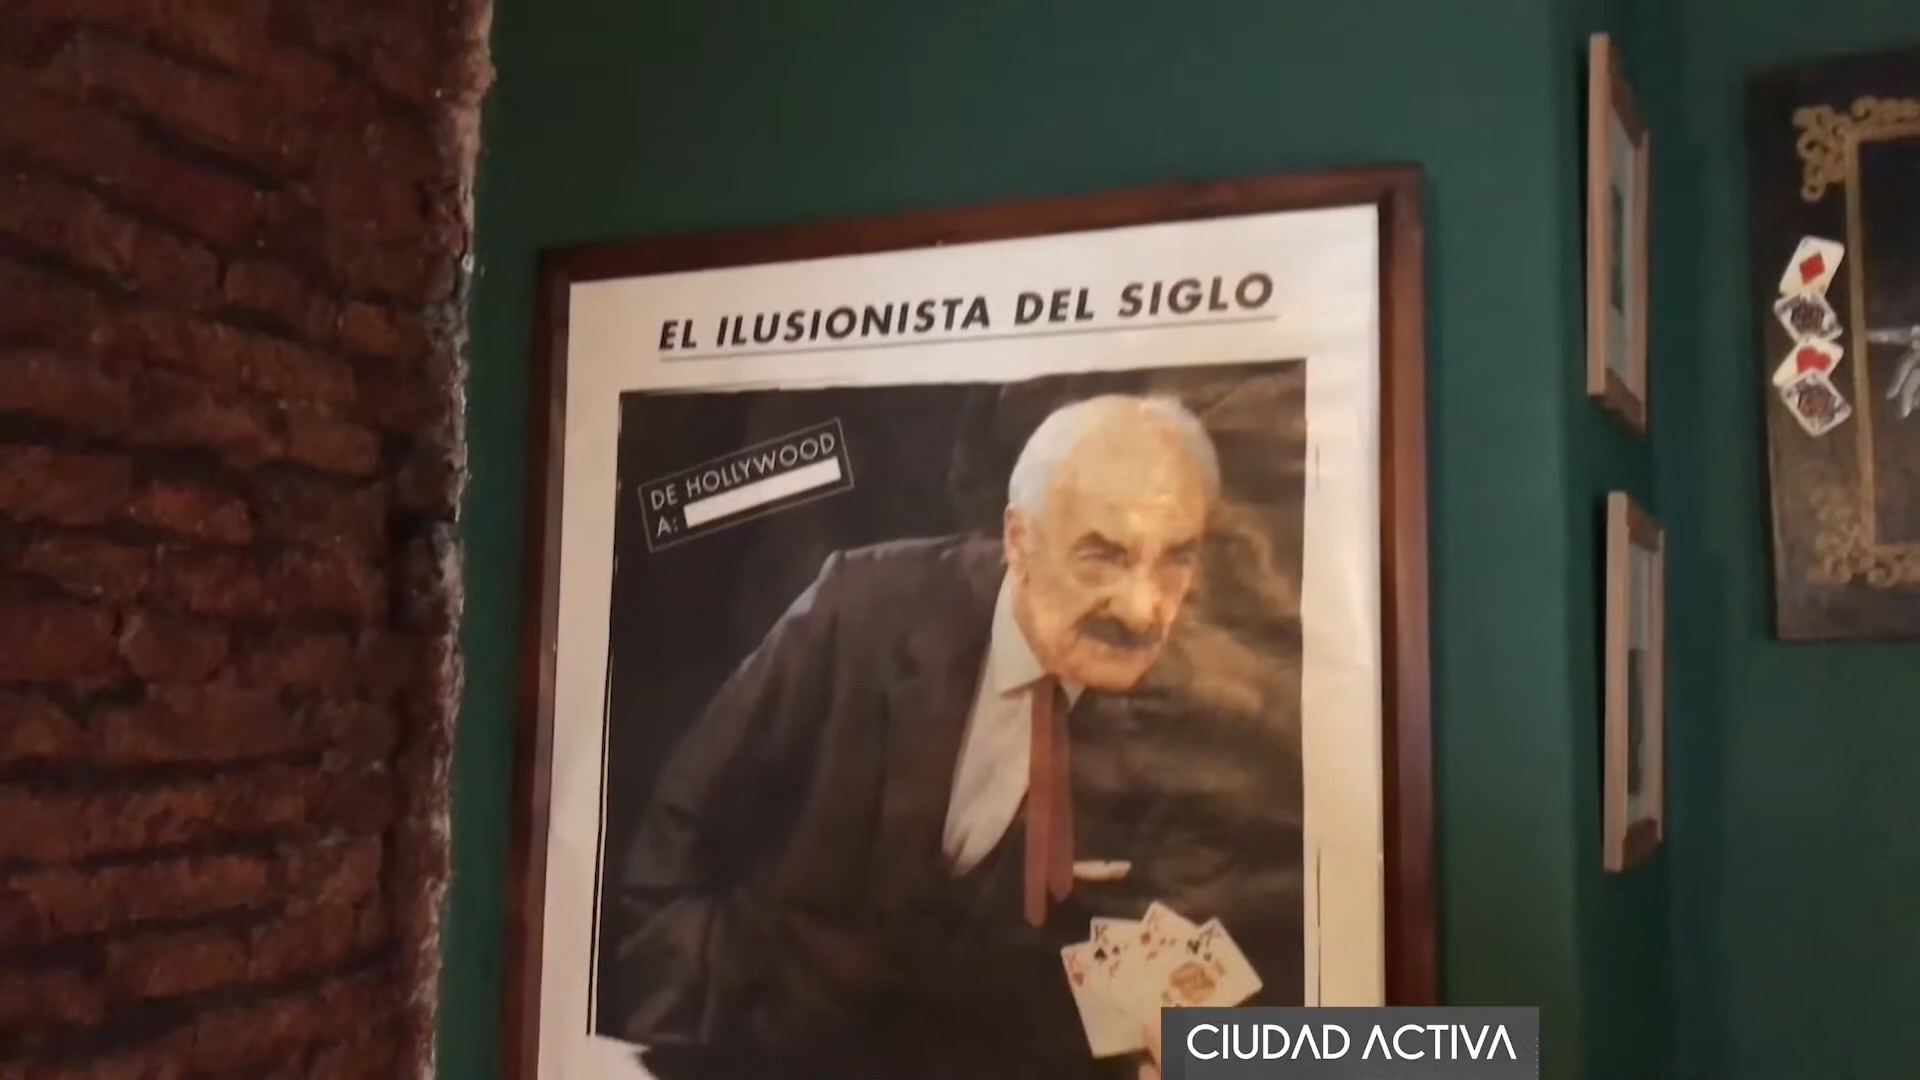 EL ILUSIONISTA DEL SIGLO
DE HOLLYWOOD
A:
K
K
CIUDAD ACTIVA